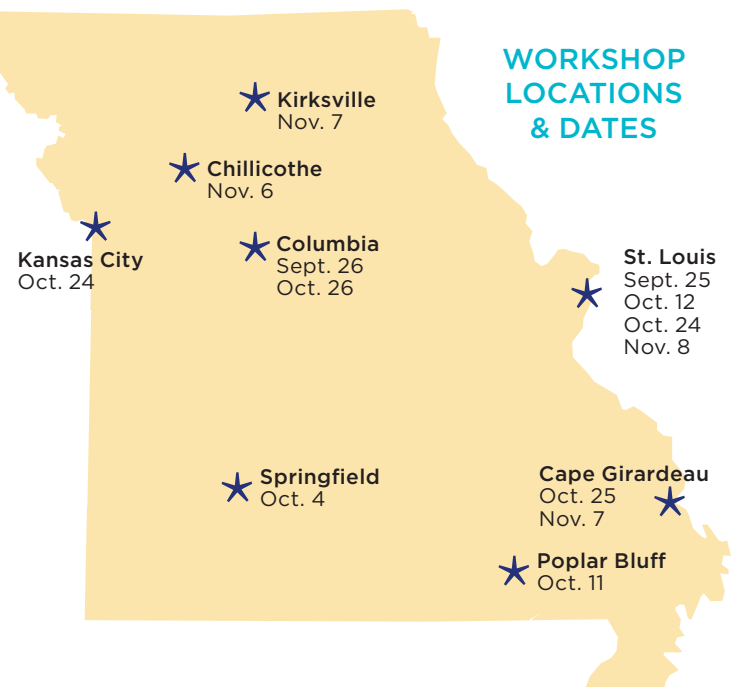 WORKSHOP
LOCATIONS
& DATES
Kirksville
Nov. 7
Chillicothe
Nov. 6
Kansas City
Oct. 24
Columbia
Sept. 26
Oct. 26
St. Louis
Sept. 25
Oct. 12
Oct. 24
Nov. 8
Springfield
Oct. 4
Cape Girardeau
Oct. 25
Nov. 7
Poplar Bluff
Oct. 11